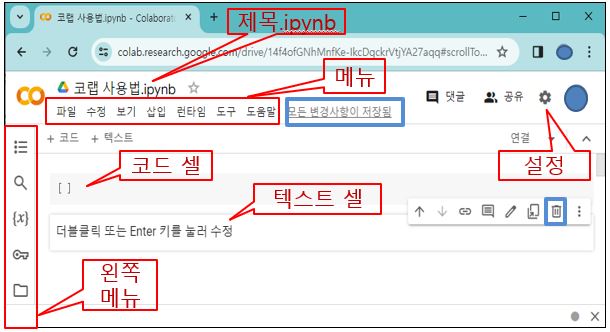 제목.ipynb
코랩 사용법.ipynb - Colaborato
colab.research.google.com/drive/14f4ofGNhMnfKe-IkcDqckrVtjYA27aqq#scrollTo...
코랩 사용법.ipynb
메뉴
댓글
공유
파일 수정 보기 삽입 런타임 도구 도움말
모든 변경사항이 저장됨
+ 코드 + 텍스트
연결
설정
코드 셀
[ ]
텍스트 셀
{x}
더블클릭 또는 Enter 키를 눌러 수정
왼쪽
메뉴